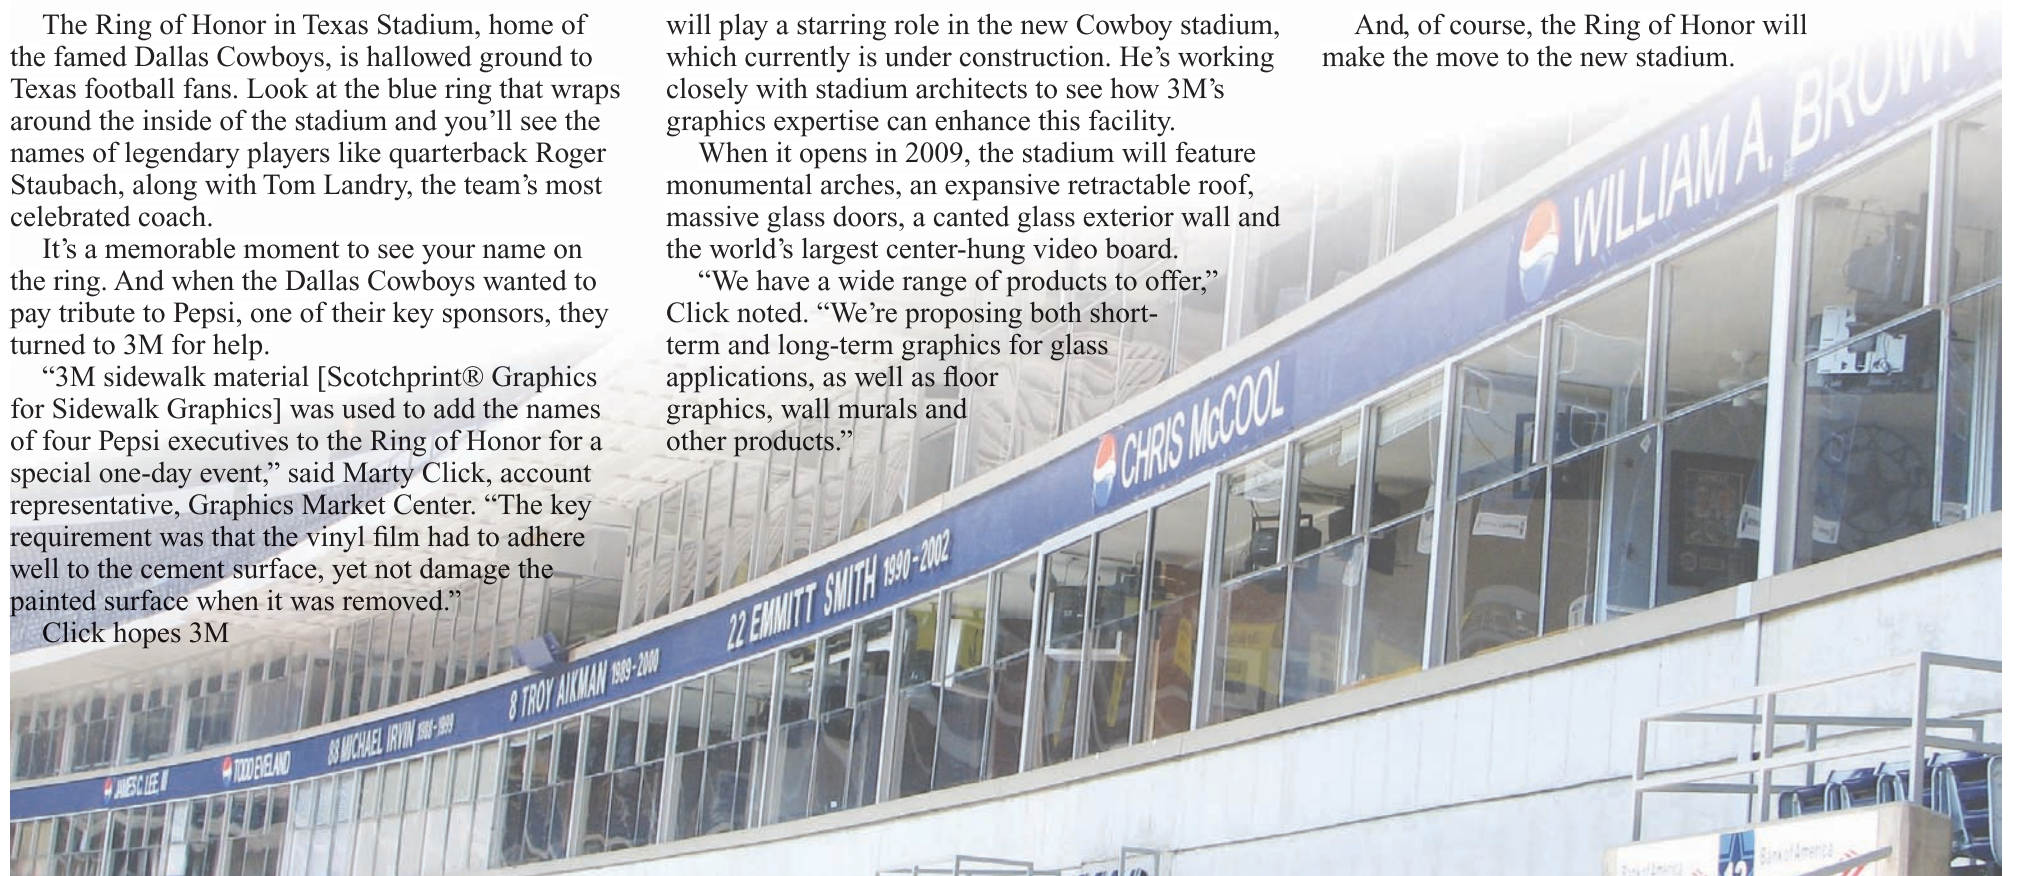 The Ring of Honor in Texas Stadium, home of
the famed Dallas Cowboys, is hallowed ground to
Texas football fans. Look at the blue ring that wraps
around the inside of the stadium and you’ll see the
names of legendary players like quarterback Roger
Staubach, along with Tom Landry, the team’s most
celebrated coach.
It’s a memorable moment to see your name on
the ring. And when the Dallas Cowboys wanted to
pay tribute to Pepsi, one of their key sponsors, they
turned to 3M for help.
“3M sidewalk material [Scotchprint® Graphics
for Sidewalk Graphics] was used to add the names
of four Pepsi executives to the Ring of Honor for a
special one-day event,” said Marty Click, account
representative, Graphics Market Center. “The key
requirement was that the vinyl film had to adhere
well to the cement surface, yet not damage the
painted surface when it was removed.”
Click hopes 3M
will play a starring role in the new Cowboy stadium,
which currently is under construction. He’s working
closely with stadium architects to see how 3M’s
graphics expertise can enhance this facility.
When it opens in 2009, the stadium will feature
monumental arches, an expansive retractable roof,
massive glass doors, a canted glass exterior wall and
the world’s largest center-hung video board.
“We have a wide range of products to offer,”
Click noted. “We’re proposing both short-
term and long-term graphics for glass
applications, as well as floor
graphics, wall murals and
other products.”
And, of course, the Ring of Honor will
make the move to the new stadium.
JAMES C. LEE, III
TODD EVELAND
88 MICHAEL IRVIN 1988-1999
8 TROY AIKMAN 1989-2000
22 EMMITT SMITH 1990-2002
CHRIS McCOOL
WILLIAM A. BROWN
Bank of America
12
Bank of America